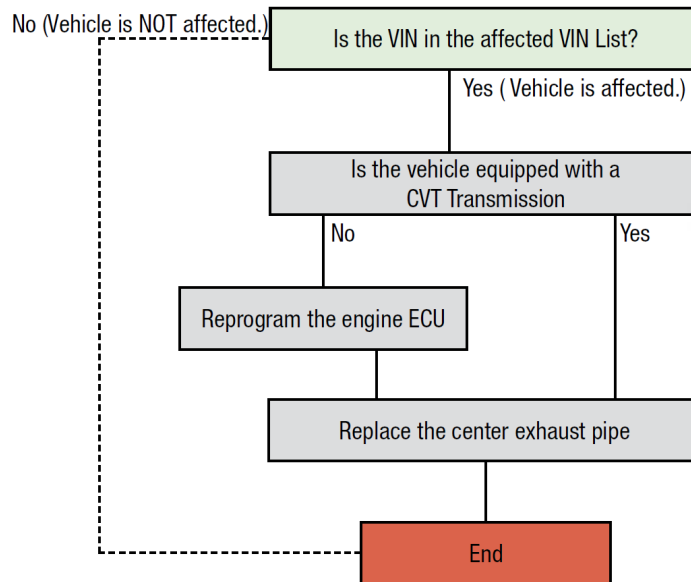 No (Vehicle is NOT affected.)
Is the VIN in the affected VIN List?
Yes ( Vehicle is affected.)
Is the vehicle equipped with a
CVT Transmission
No
Yes
Reprogram the engine ECU
Replace the center exhaust pipe
End